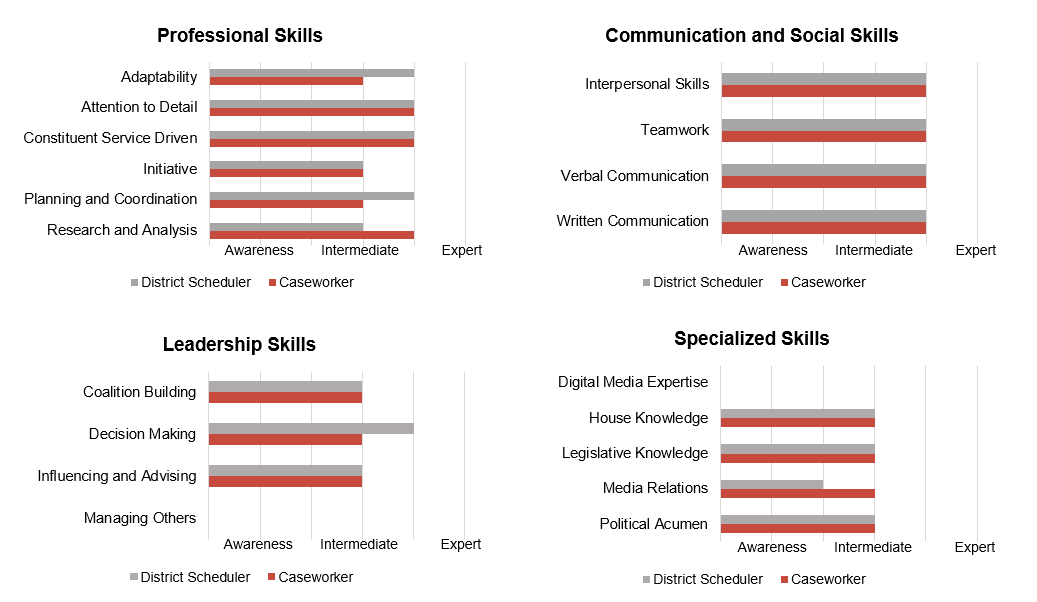 Professional Skills
Adaptability
Attention to Detail
Constituent Service Driven
Initiative
Planning and Coordination
Research and Analysis
Awareness Intermediate Expert
District Scheduler Caseworker
Communication and Social Skills
Interpersonal Skills
Teamwork
Verbal Communication
Written Communication
Awareness Intermediate Expert
District Scheduler Caseworker
Leadership Skills
Coalition Building
Decision Making
Influencing and Advising
Managing Others
Awareness Intermediate Expert
District Scheduler Caseworker
Specialized Skills
Digital Media Expertise
House Knowledge
Legislative Knowledge
Media Relations
Political Acumen
Awareness Intermediate Expert
District Scheduler Caseworker